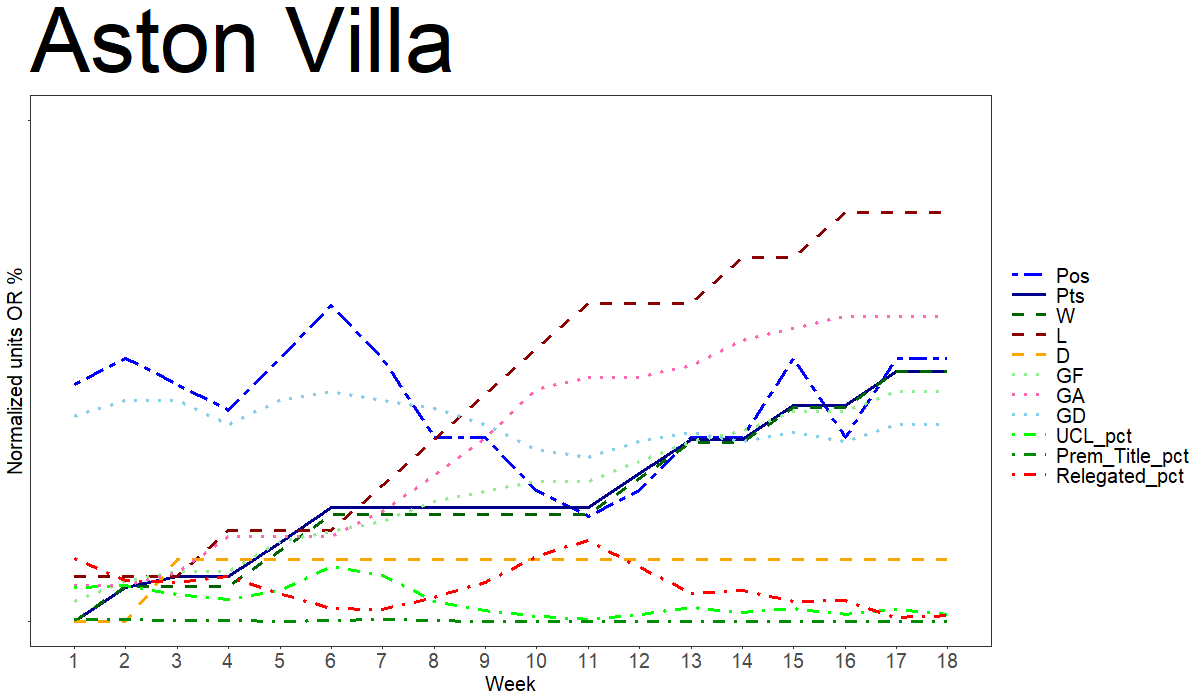 Aston Villa
Normalized units OR %
Pos
Pts
W
L
D
GF
GA
GD
UCL_pct
Prem_Title_pct
Relegated_pct
1 2 3 4 5 6 7 8 9 10 11 12 13 14 15 16 17 18
Week